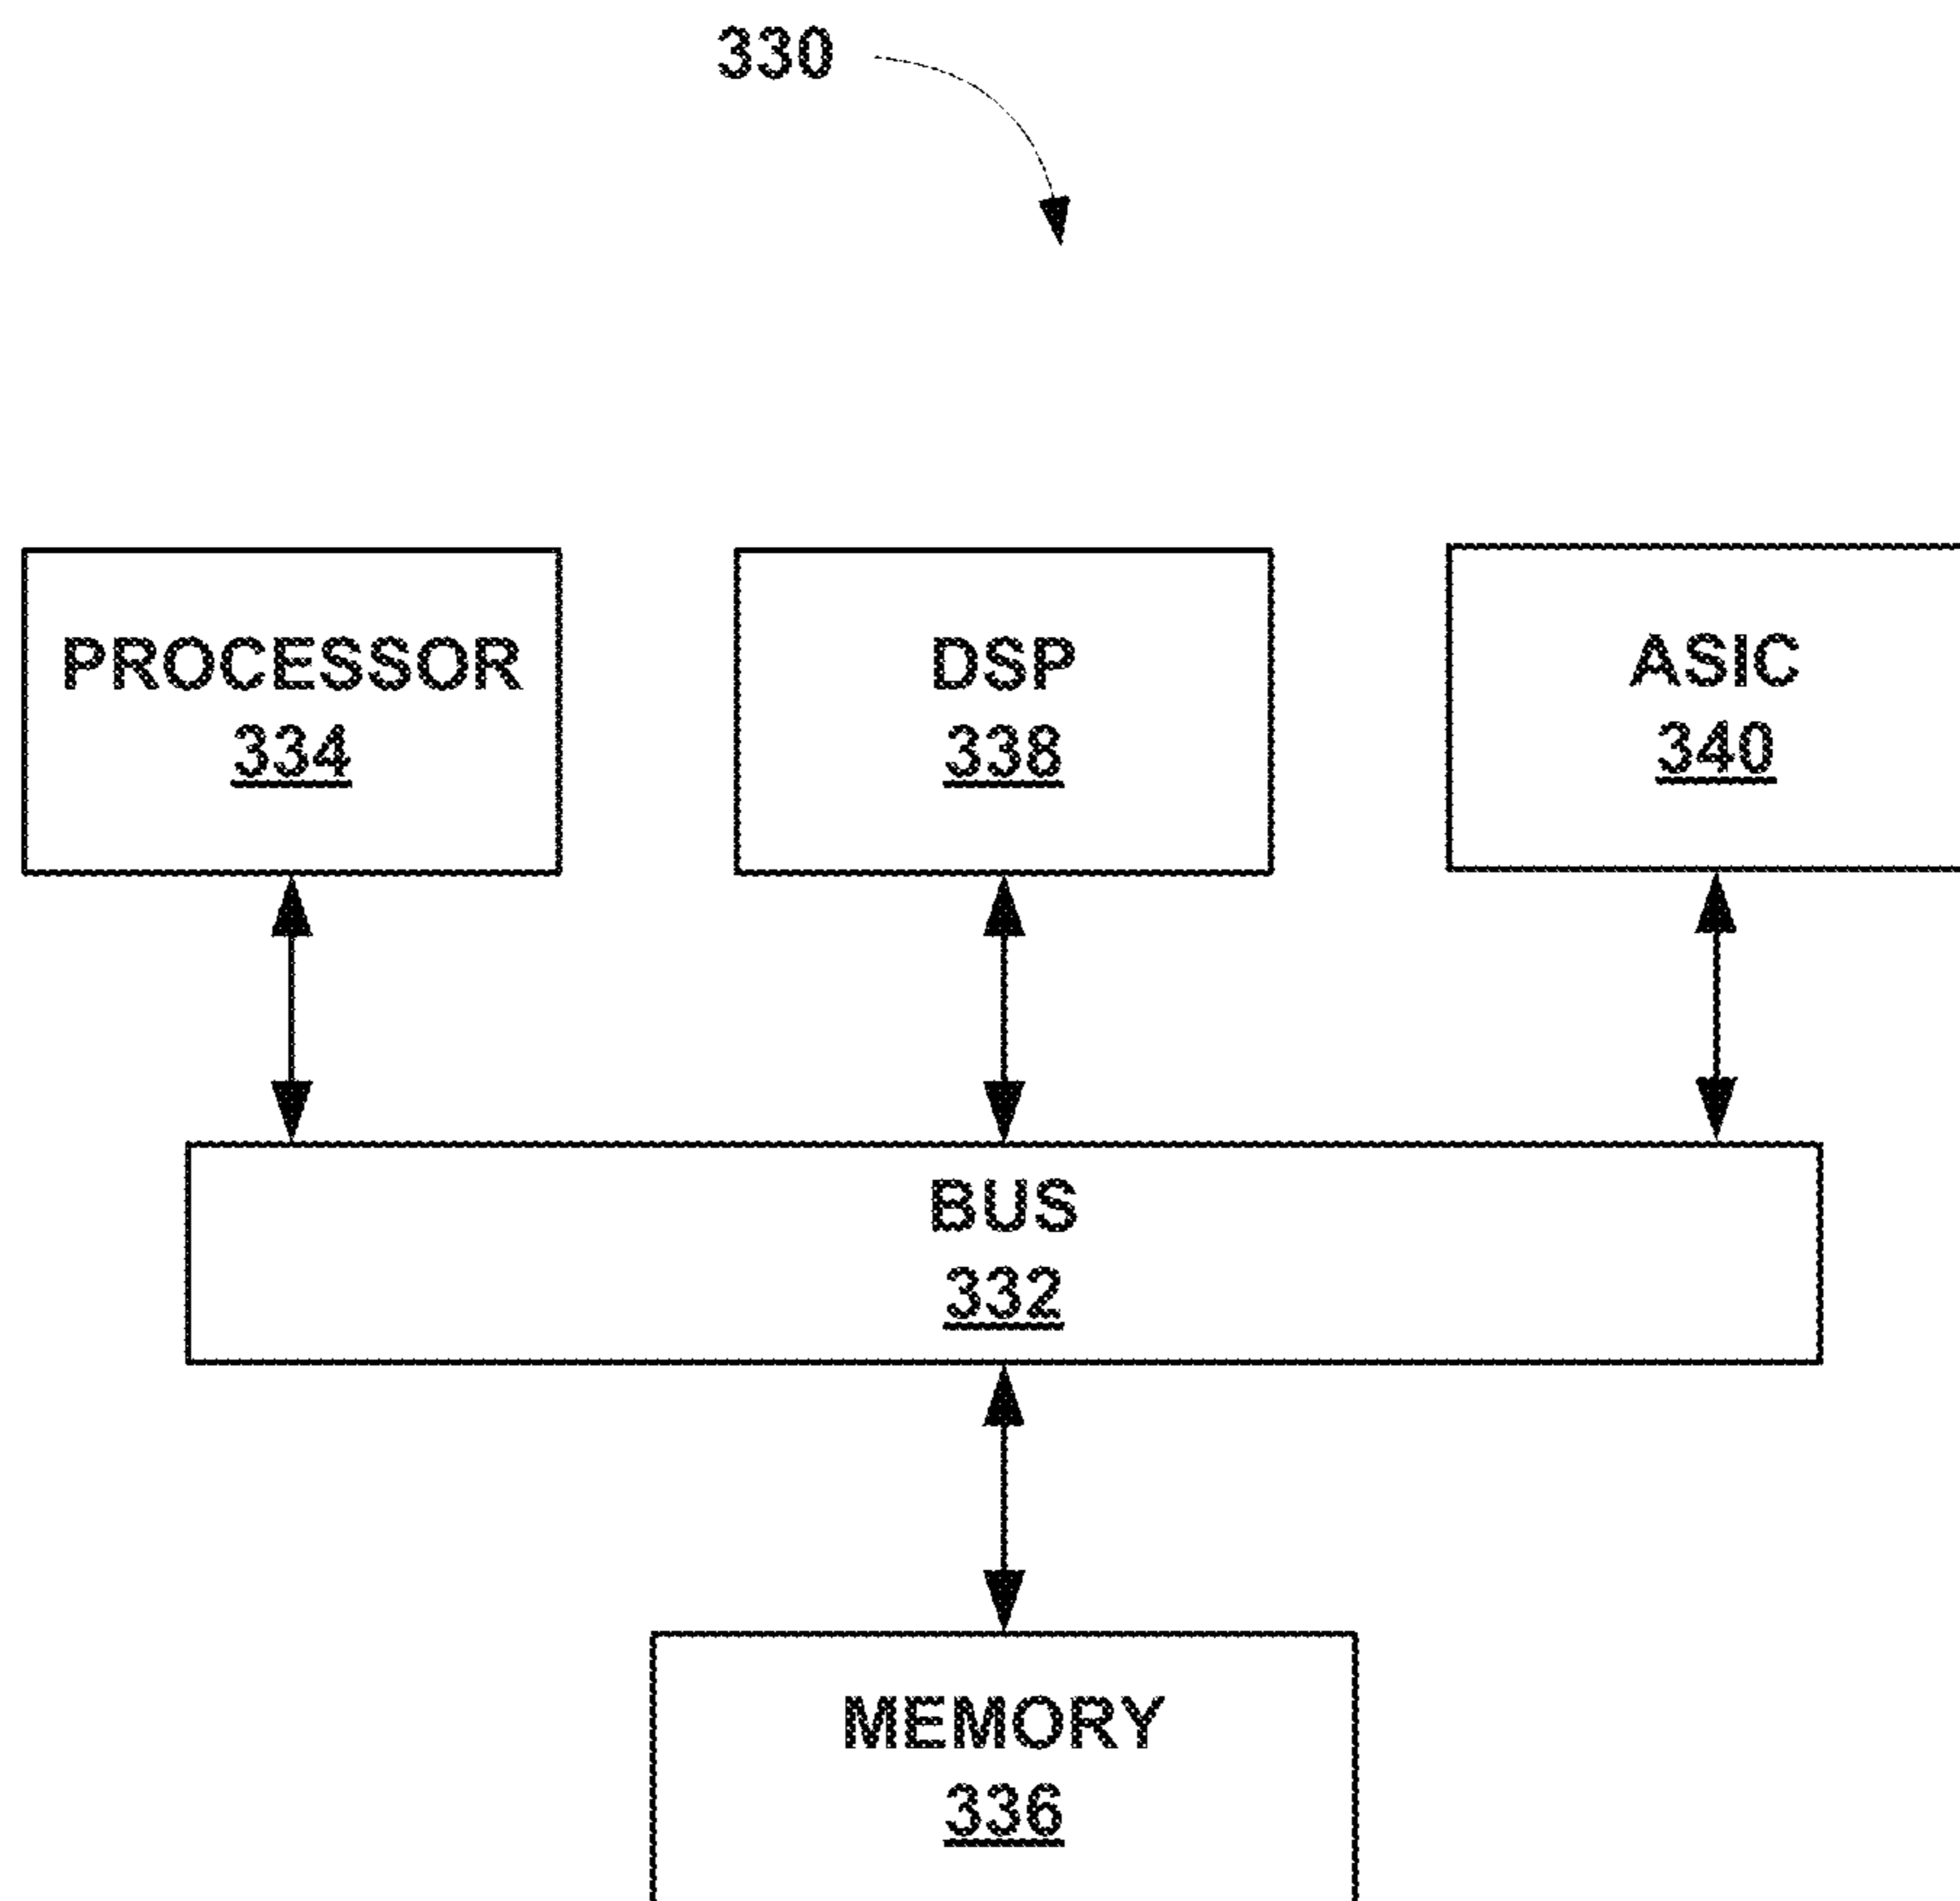 330
PROCESSOR
334
DSP
338
ASIC
340
BUS
332
MEMORY
336